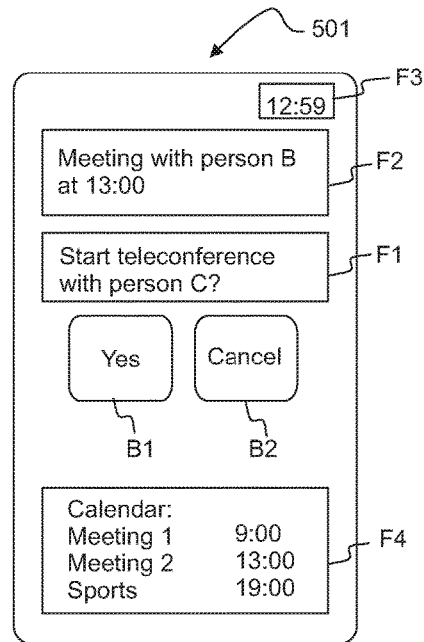 501
12:59
F3
Meeting with person B
at 13:00
F2
Start teleconference
with person C?
F1
Yes
Cancel
B1
B2
Calendar:
Meeting 1 9:00
Meeting 2 13:00
Sports 19:00
F4